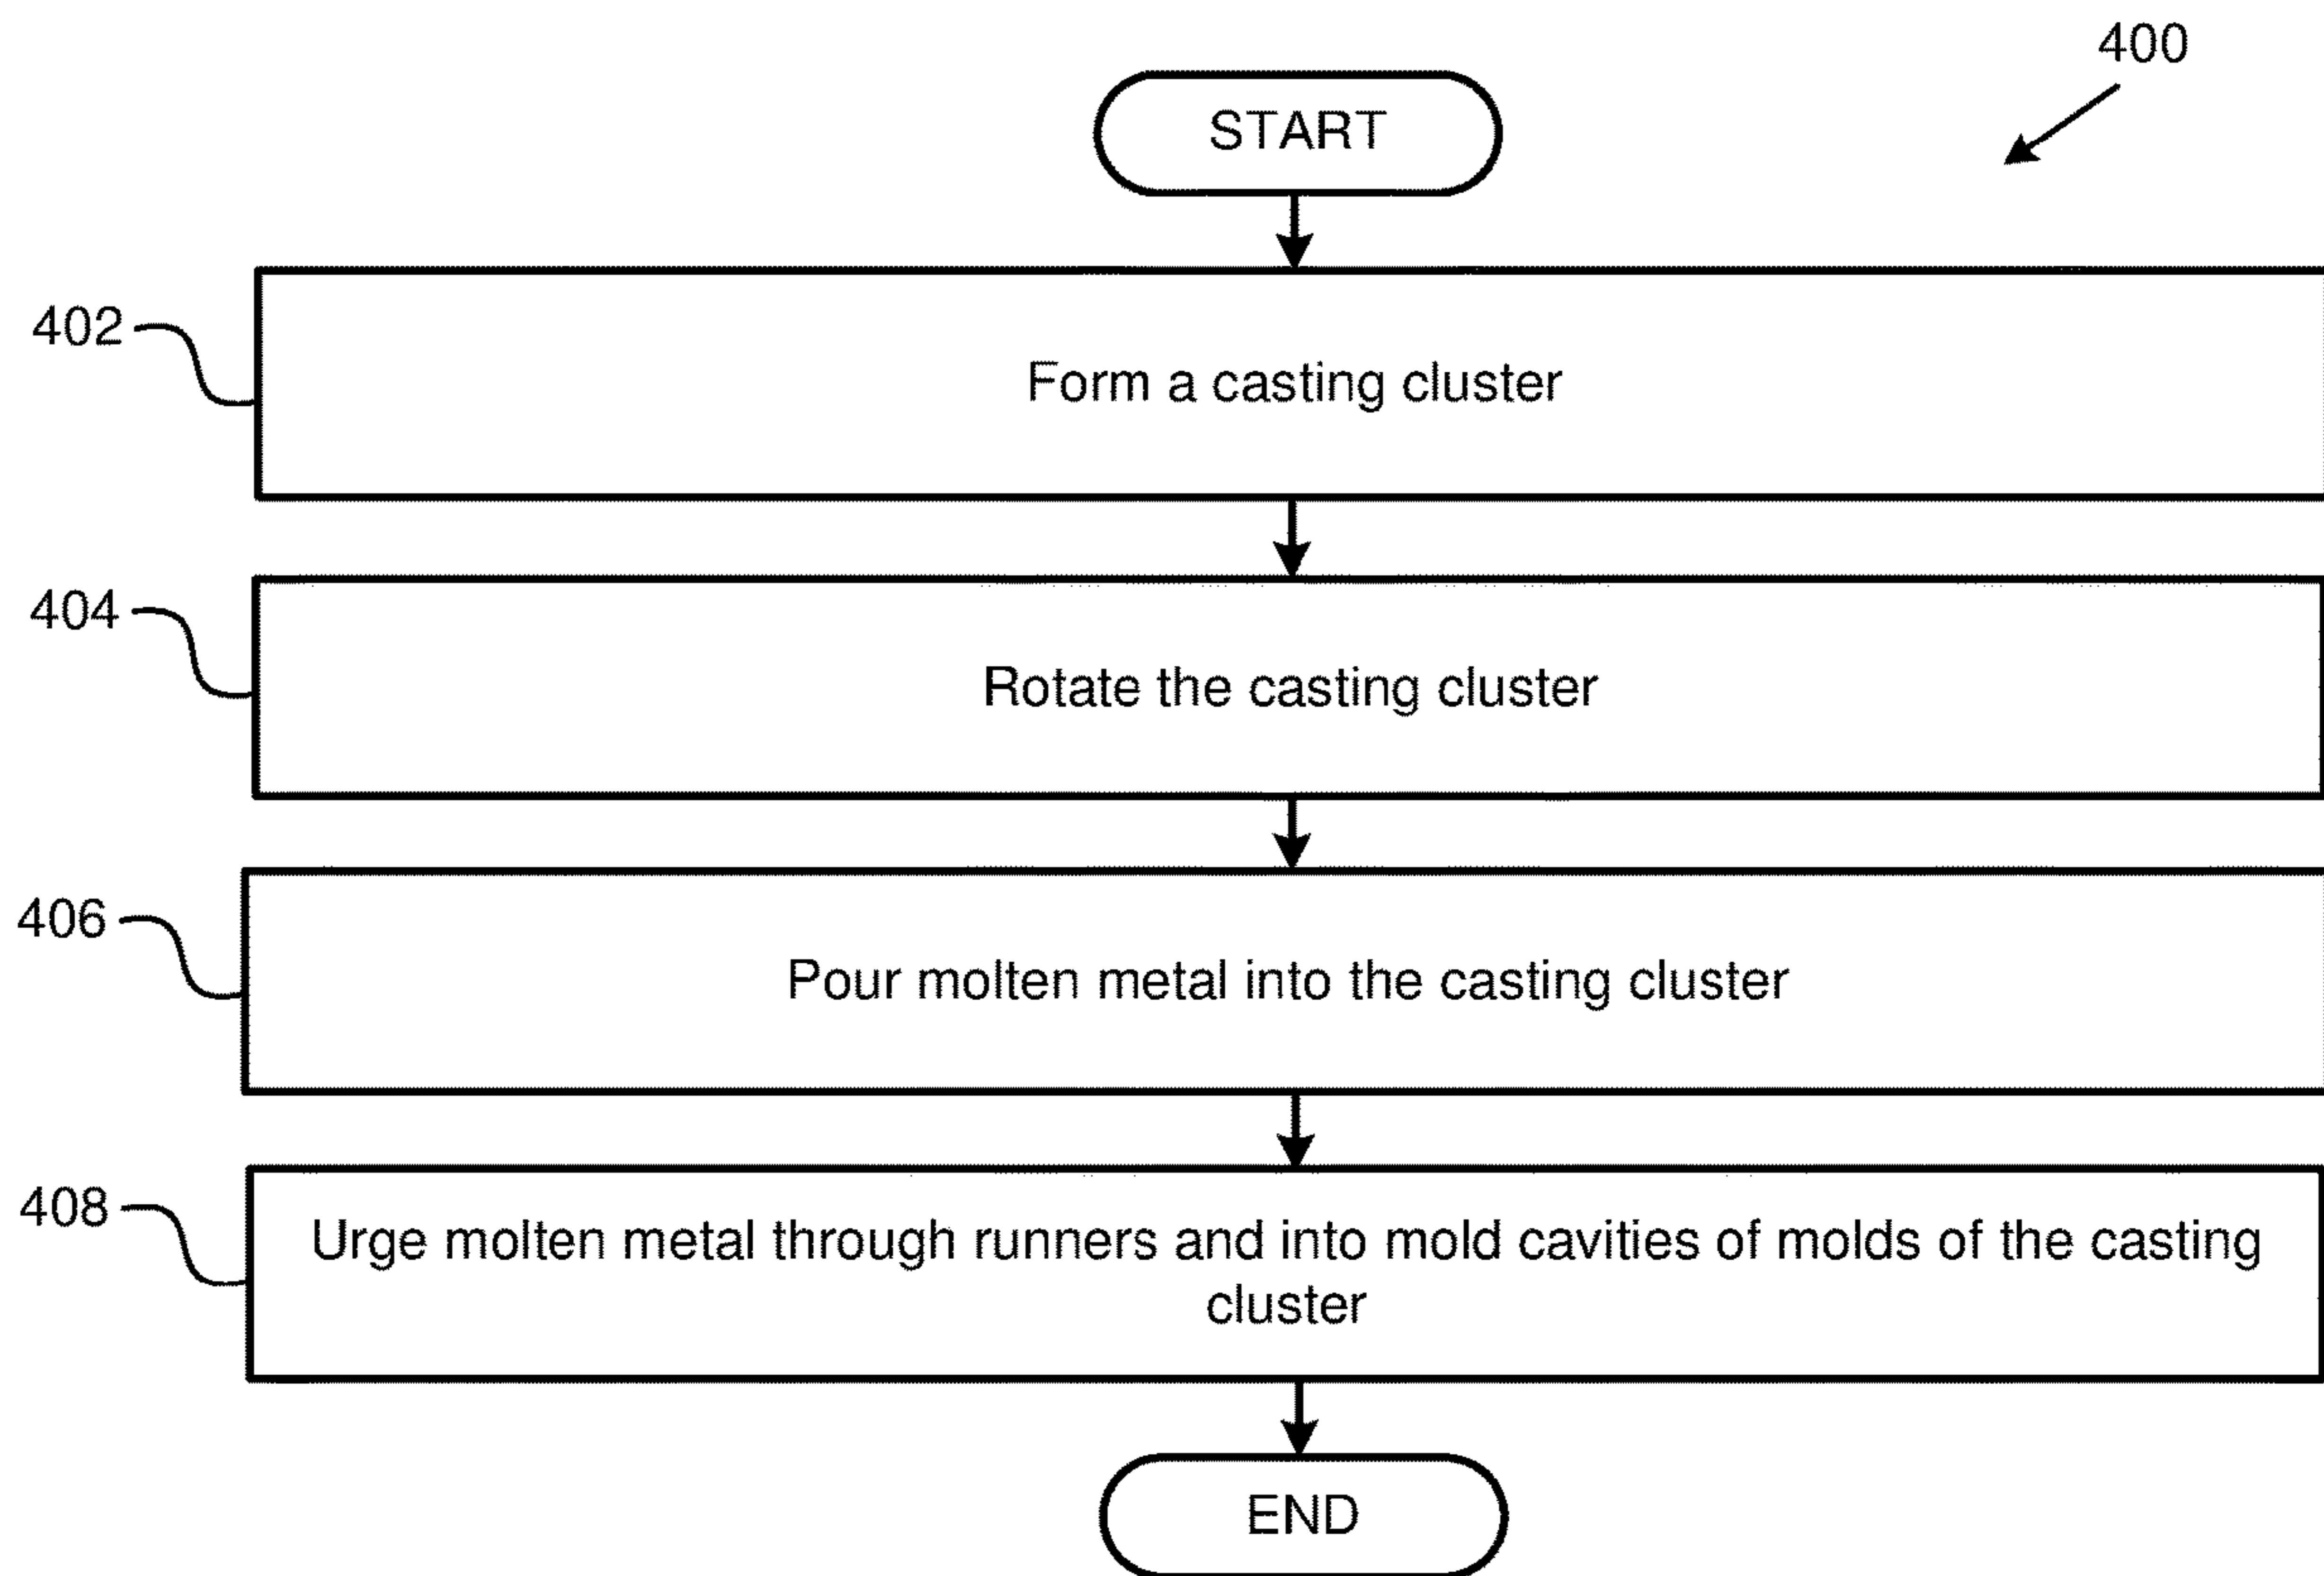 400
START
402
Form a casting cluster
404
Rotate the casting cluster
406
Pour molten metal into the casting cluster
408
Urge molten metal through runners and into mold cavities of molds of the casting
cluster
END